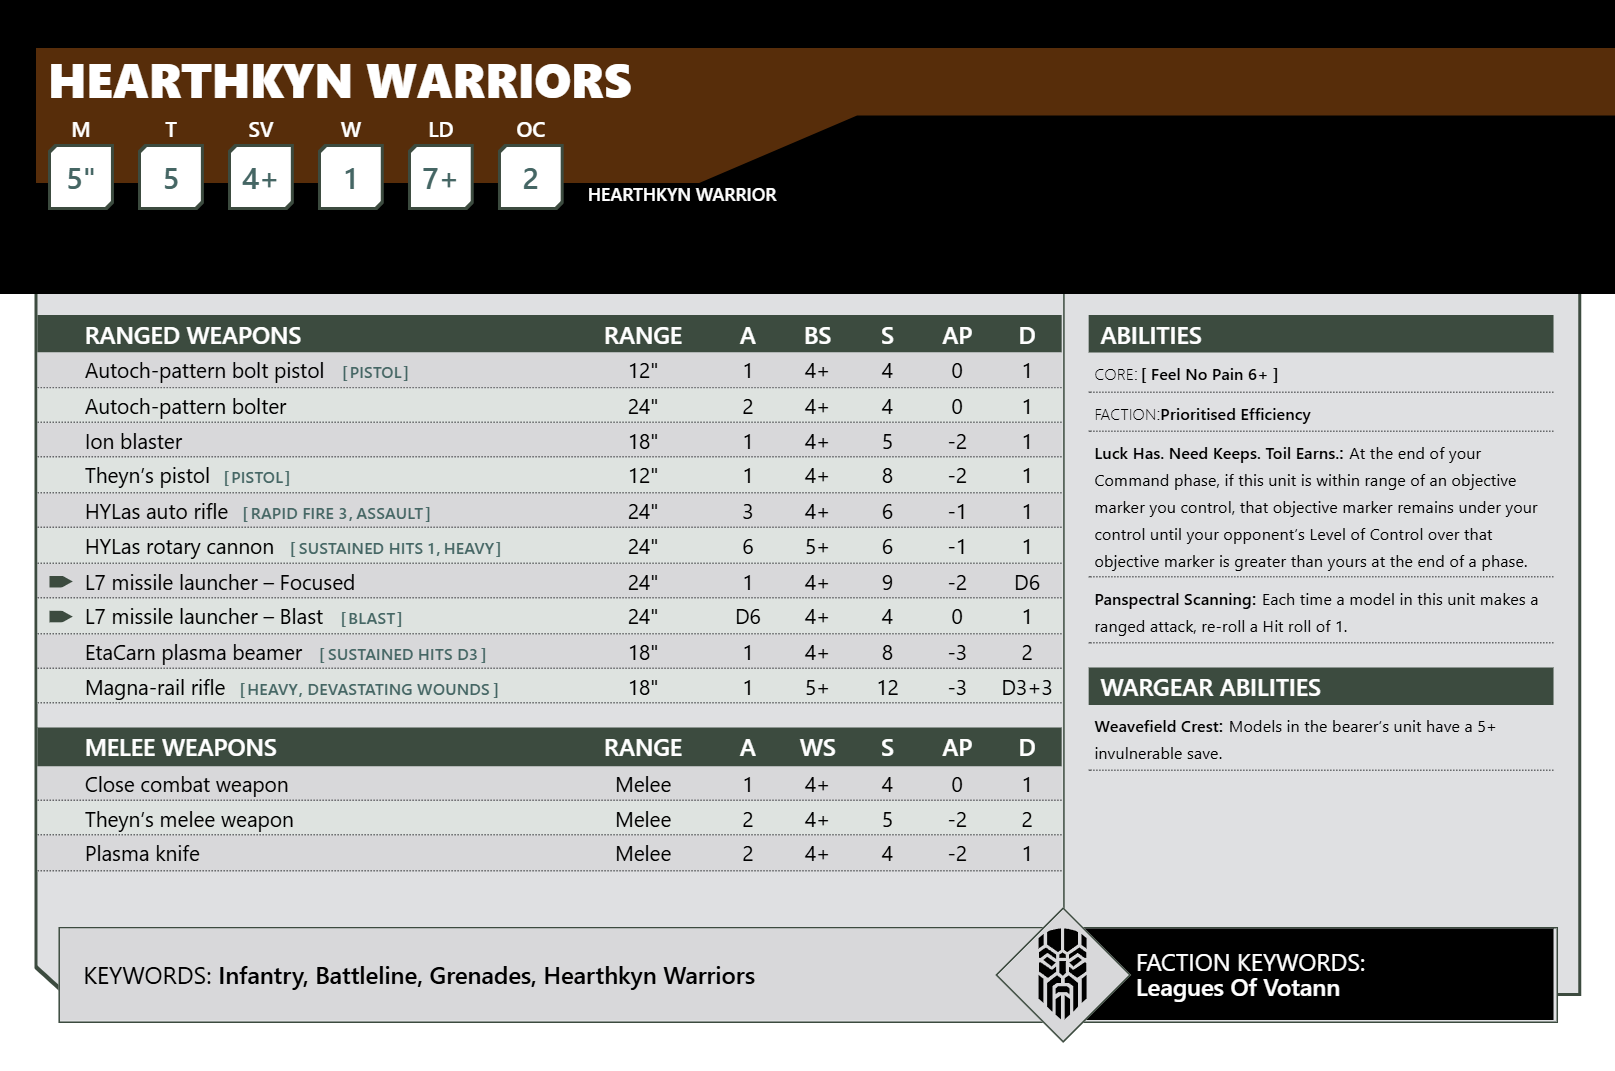 HEARTHKYN WARRIORS
M T SV W LD OC
5" 5 4+ 1 7+ 2
HEARTHKYN WARRIOR
RANGED WEAPONS RANGE A BS S AP D
Autoch-pattern bolt pistol [PISTOL] 12" 1 4+ 4 0 1
Autoch-pattern bolter 24" 2 4+ 4 0 1
Ion blaster 18" 1 4+ 5 -2 1
Theyn’s pistol [PISTOL] 12" 1 4+ 8 -2 1
HYLas auto rifle [RAPID FIRE 3, ASSAULT] 24" 3 4+ 6 -1 1
HYLas rotary cannon [SUSTAINED HITS 1, HEAVY] 24" 6 5+ 6 -1 1
L7 missile launcher – Focused 24" 1 4+ 9 -2 D6
L7 missile launcher – Blast [BLAST] 24" D6 4+ 4 0 1
EtaCarn plasma beamer [SUSTAINED HITS D3] 18" 1 4+ 8 -3 2
Magna-rail rifle [HEAVY, DEVASTATING WOUNDS] 18" 1 5+ 12 -3 D3+3
MELEE WEAPONS RANGE A WS S AP D
Close combat weapon Melee 1 4+ 4 0 1
Theyn’s melee weapon Melee 2 4+ 5 -2 2
Plasma knife Melee 2 4+ 4 -2 1
ABILITIES
CORE: [ Feel No Pain 6+ ]
FACTION:Prioritised Efficiency
Luck Has. Need Keeps. Toil Earns.: At the end of your
Command phase, if this unit is within range of an objective
marker you control, that objective marker remains under your
control until your opponent’s Level of Control over that
objective marker is greater than yours at the end of a phase.
Panspectral Scanning: Each time a model in this unit makes a
ranged attack, re-roll a Hit roll of 1.
WARGEAR ABILITIES
Weavefield Crest: Models in the bearer’s unit have a 5+
invulnerable save.
KEYWORDS: Infantry, Battleline, Grenades, Hearthkyn Warriors
FACTION KEYWORDS:
Leagues Of Votann